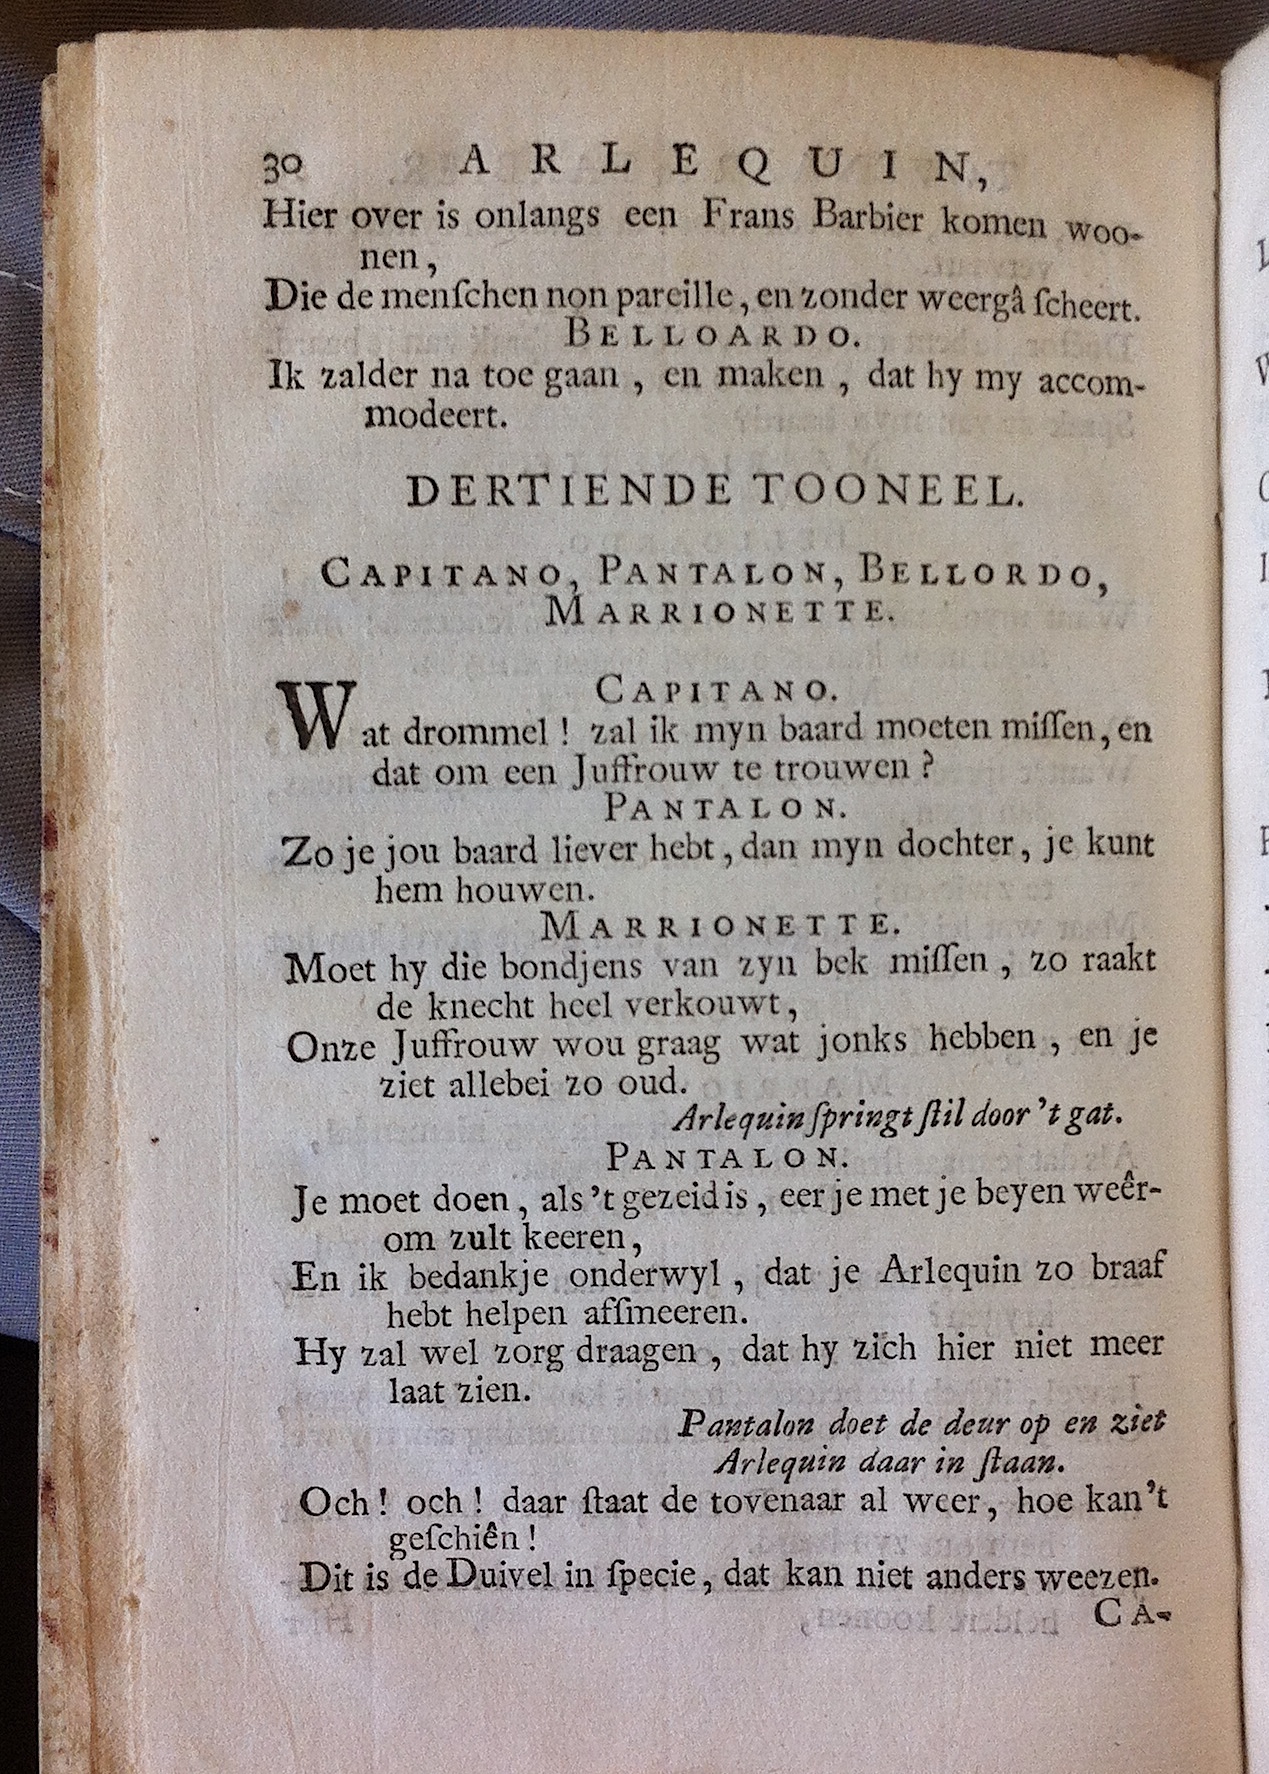 30 ARLEQUIN,
Hier over is onlangs een Frans Barbier komen woo-
nen,
Die de menſchen non pareille, en zonder weergâ ſcheert.
BELLOARDO.
Ik zalder na toe gaan, en maken, dat hy my accom-
modeert.
DERTIENDE TOONEEL.
CAPITANO, PANTALON, BELLORDO,
MARRIONETTE.
CAPITANO.
Wat drommel! zal ik myn baard moeten miſſen, en
dat om een Juffrouw te trouwen?
PANTALON.
Zo je jou baard liever hebt, dan myn dochter, je kunt
hem houwen.
MARRIONETTE.
Moet hy die bondjens van zyn bek miſſen, zo raakt
de knecht heel verkouwt,
Onze Juffrouw wou graag wat jonks hebben, en je
ziet allebei zo oud.
Arlequin ſpringt ſtil door 't gat.
PANTALON.
Je moet doen, als 't gezeid is, eer je met je beyen weêr-
om zult keeren,
En ik bedankje onderwyl, dat je Arlequin zo braaf
hebt helpen afſmeeren.
Hy zal wel zorg draagen, dat hy zich hier niet meer
laat zien.
Pantalon doet de deur op en ziet
Arlequin daar in ſtaan.
Och! och! daar ſtaat de tovenaar al weer, hoe kan 't
geſchiên!
Dit is de Duivel in ſpecie, dat kan niet anders weezen.
CA-